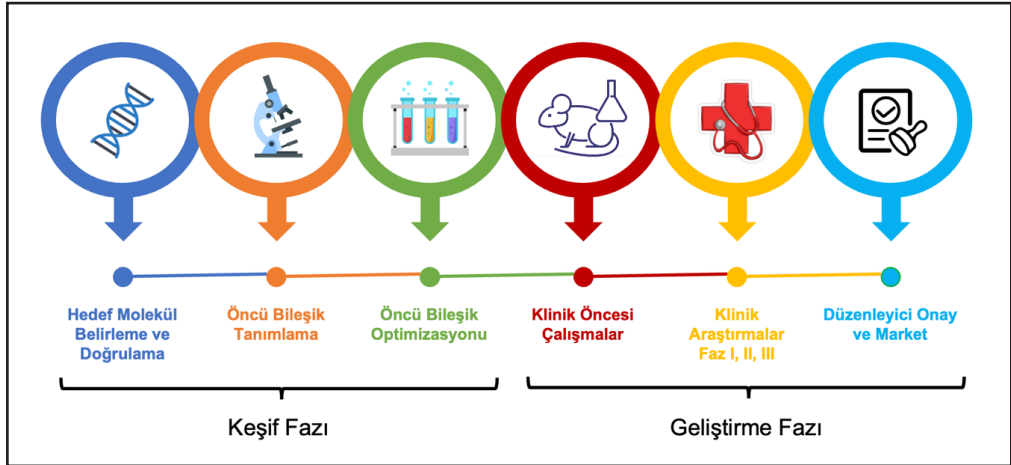 Hedef Molekül
Belirleme ve
Doğrulama
Öncü Bileşik
Tanımlama
Öncü Bileşik
Optimizasyonu
Klinik Öncesi
Çalışmalar
Klinik
Araştırmalar
Faz I, II, III
Düzenleyici Onay
ve Market
Keşif Fazı
Geliştirme Fazı